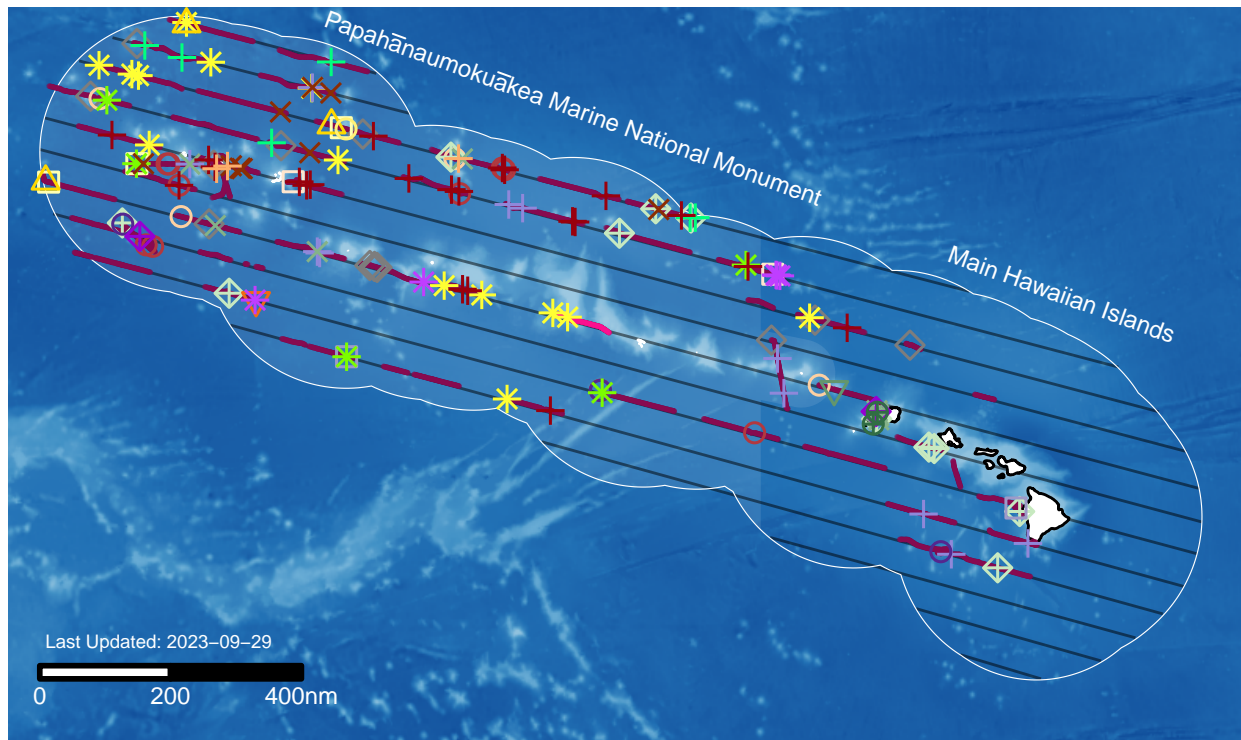 Papahānaumokuākea Marine National Monument
Main Hawaiian Islands
Last Updated: 2023−09−29
0 200 400nm